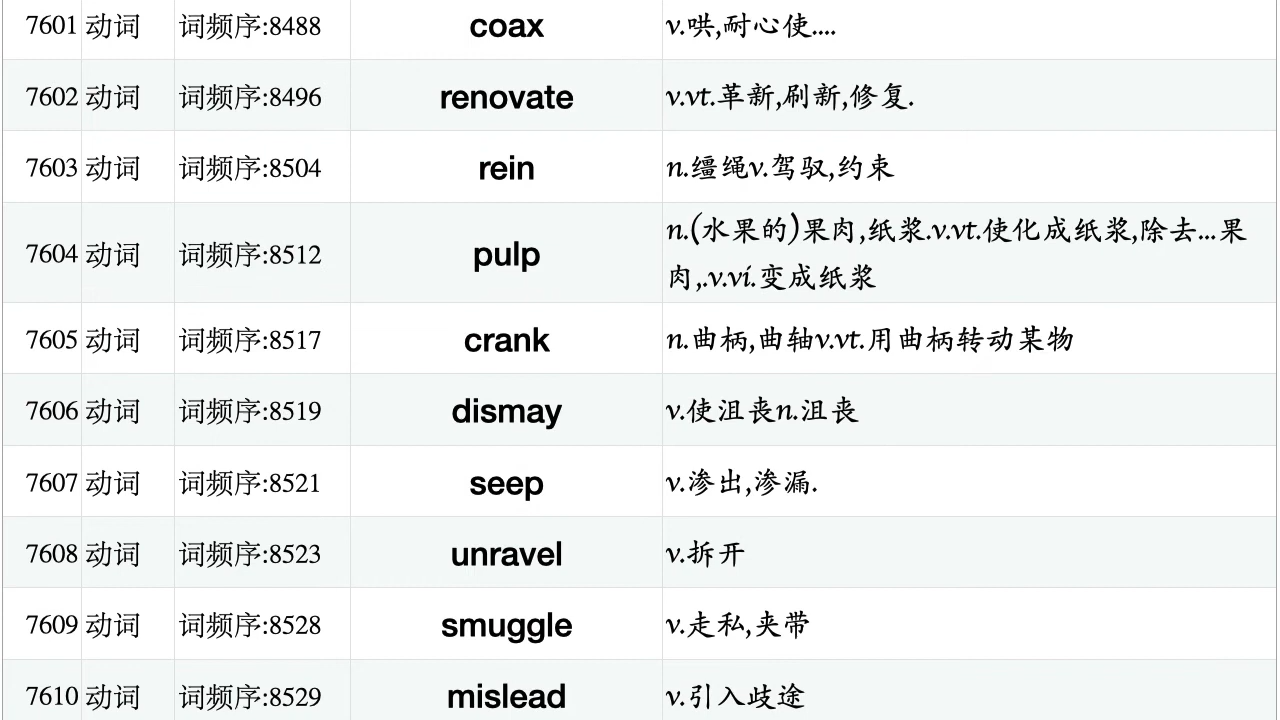 7601 动词 词频序:8488 coax v.哄,耐心使....
7602 动词 词频序:8496 renovate v.vt.革新,刷新,修复.
7603 动词 词频序:8504 rein n.缰绳v.驾驭,约束
7604 动词 词频序:8512 pulp n.(水果的)果肉,纸浆.v.vt.使化成纸浆,除去...果
肉,.v.vi.变成纸浆
7605 动词 词频序:8517 crank n.曲柄,曲轴v.vt.用曲柄转动某物
7606 动词 词频序:8519 dismay v.使沮丧n.沮丧
7607 动词 词频序:8521 seep v.渗出,渗漏.
7608 动词 词频序:8523 unravel v.拆开
7609 动词 词频序:8528 smuggle v.走私,夹带
7610 动词 词频序:8529 mislead v.引入歧途